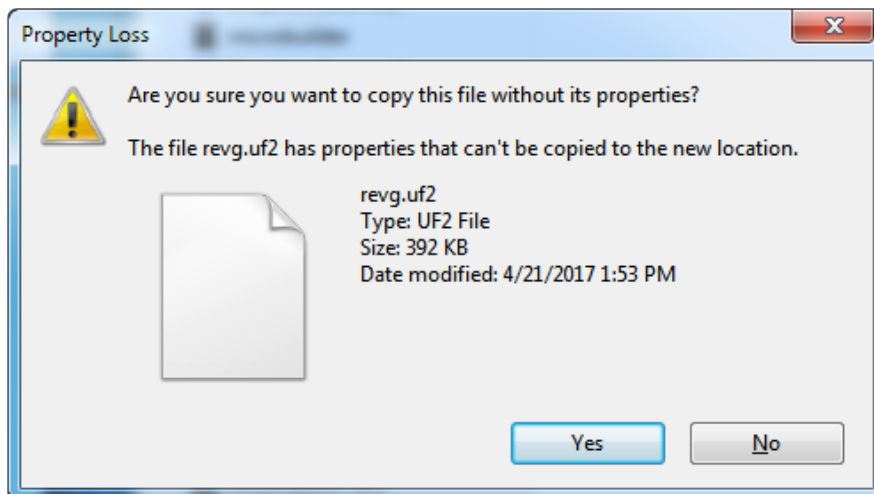 Property Loss
Are you sure you want to copy this file without its properties?
The file revg.uf2 has properties that can't be copied to the new location.
revg.uf2
Type: UF2 File
Size: 392 KB
Date modified: 4/21/2017 1:53 PM
Yes
No